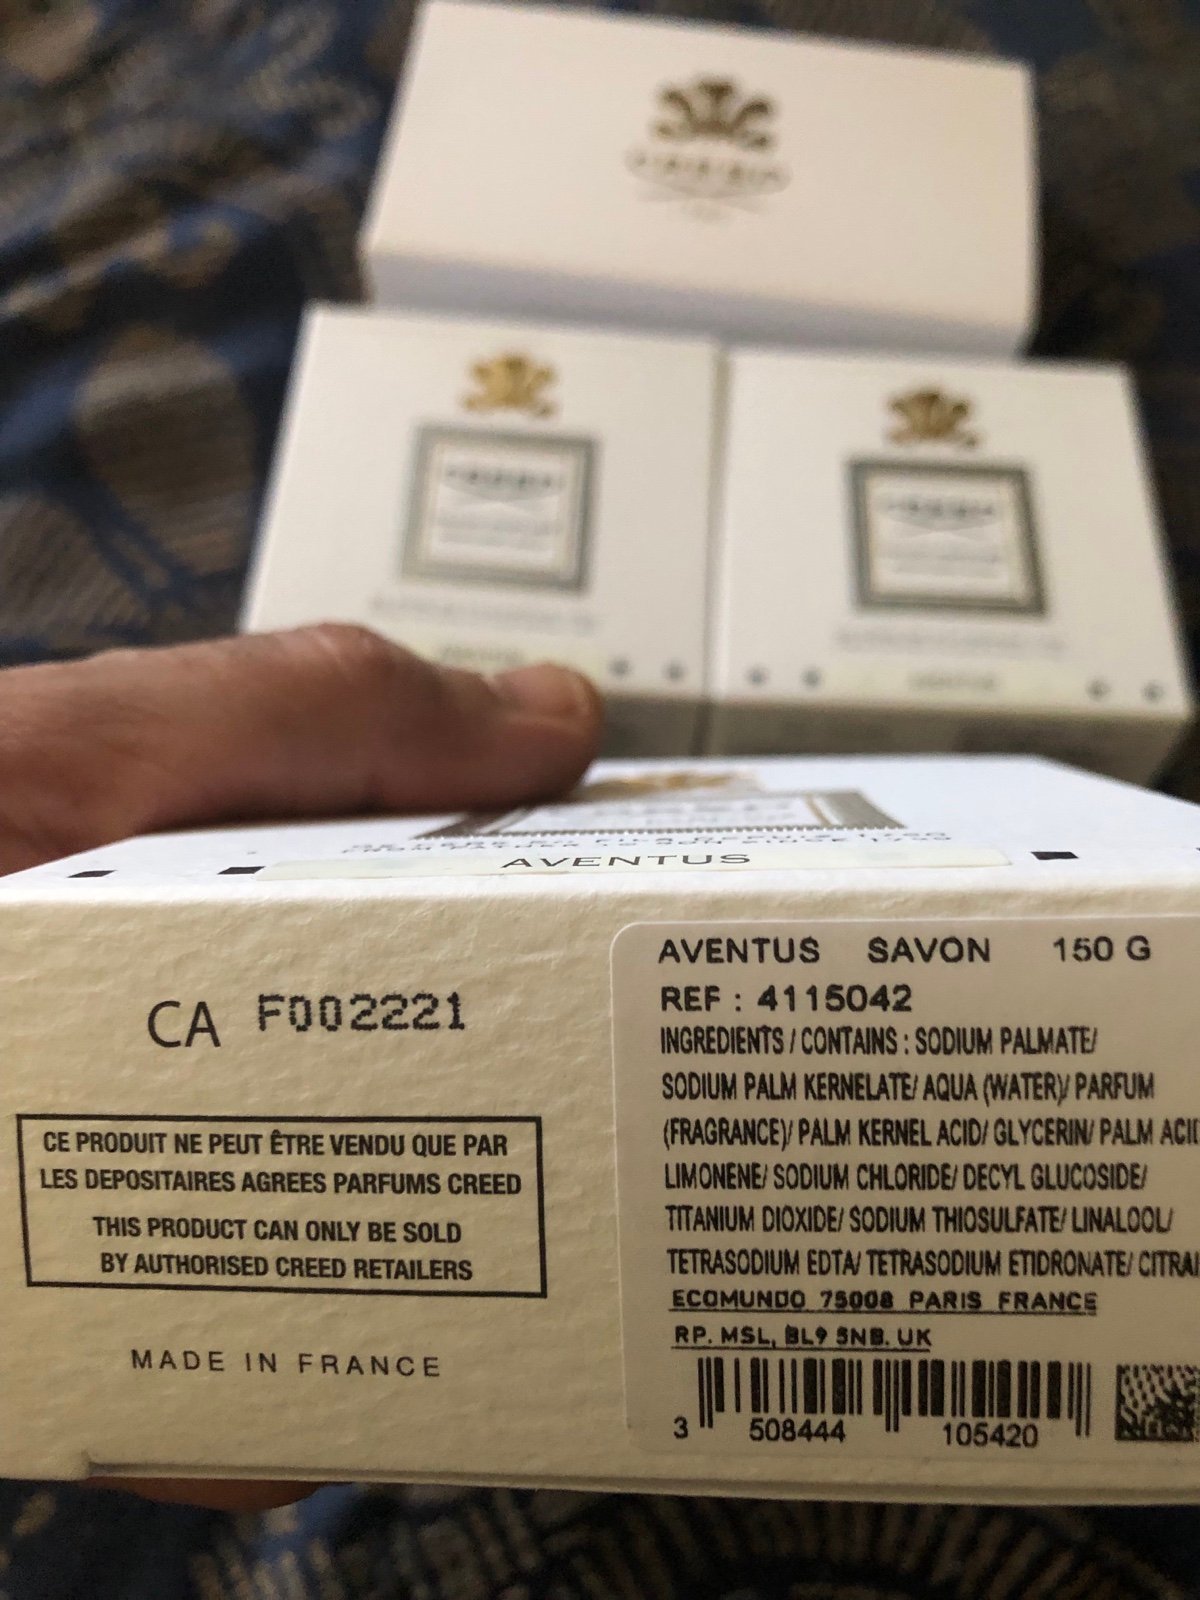 AVENTUS
CA F002221
CE PRODUIT NE PEUT ÊTRE VENDU QUE PAR
LES DEPOSITAIRES AGREES PARFUMS CREED
THIS PRODUCT CAN ONLY BE SOLD
BY AUTHORISED CREED RETAILERS
MADE IN FRANCE
AVENTUS SAVON 150 G
REF : 4115042
INGREDIENTS / CONTAINS : SODIUM PALMATE/
SODIUM PALM KERNELATE/ AQUA (WATER)/ PARFUM
(FRAGRANCE)/ PALM KERNEL ACID/ GLYCERIN/ PALM ACI
LIMONENE/ SODIUM CHLORIDE/ DECYL GLUCOSIDE/
TITANIUM DIOXIDE/ SODIUM THIOSULFATE/ LINALOOL/
TETRASODIUM EDTA/ TETRASODIUM ETIDRONATE/ CITRA
ECOMUNDO 75008 PARIS FRANCE
RP. MSL, BL9 5NB. UK
3 508444 105420